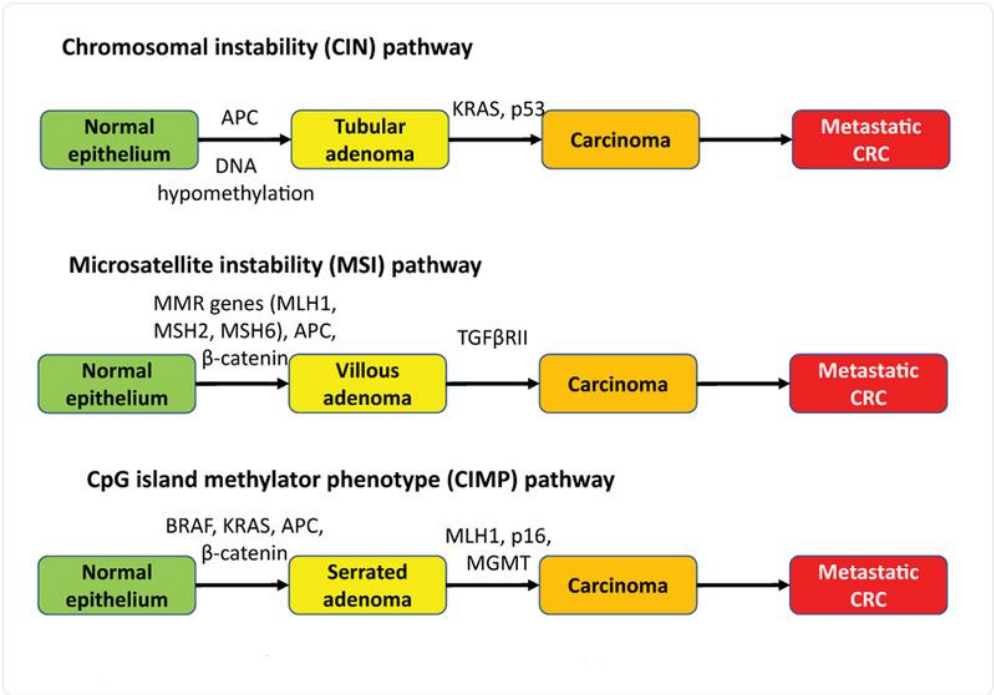 Chromosomal instability (CIN) pathway
Normal
epithelium
APC
DNA
hypomethylation
Tubular
adenoma
KRAS, p53
Carcinoma
Metastatic
CRC
Microsatellite instability (MSI) pathway
Normal
epithelium
MMR genes (MLH1,
MSH2, MSH6), APC,
β-catenin
Villous
adenoma
TGFβRII
Carcinoma
Metastatic
CRC
CpG island methylator phenotype (CIMP) pathway
Normal
epithelium
BRAF, KRAS, APC,
β-catenin
Serrated
adenoma
MLH1, p16,
MGMT
Carcinoma
Metastatic
CRC